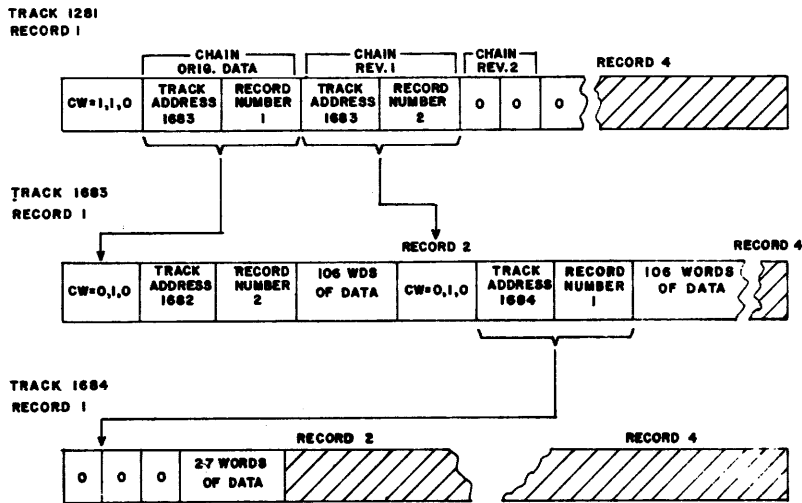 TRACK 1281
RECORD 1
CHAIN
ORIG. DATA
CHAIN
REV. 1
CHAIN
REV. 2
RECORD 4
CW=1,1,0
TRACK
ADDRESS
1683
RECORD
NUMBER
1
TRACK
ADDRESS
1683
RECORD
NUMBER
2
0
0
0
TRACK 1683
RECORD 1
RECORD 2
RECORD 4
CW=0,1,0
TRACK
ADDRESS
1682
RECORD
NUMBER
2
106 WDS
OF DATA
CW=0,1,0
TRACK
ADDRESS
1684
RECORD
NUMBER
1
106 WORDS
OF DATA
TRACK 1684
RECORD 1
RECORD 2
RECORD 4
0
0
0
27 WORDS
OF DATA